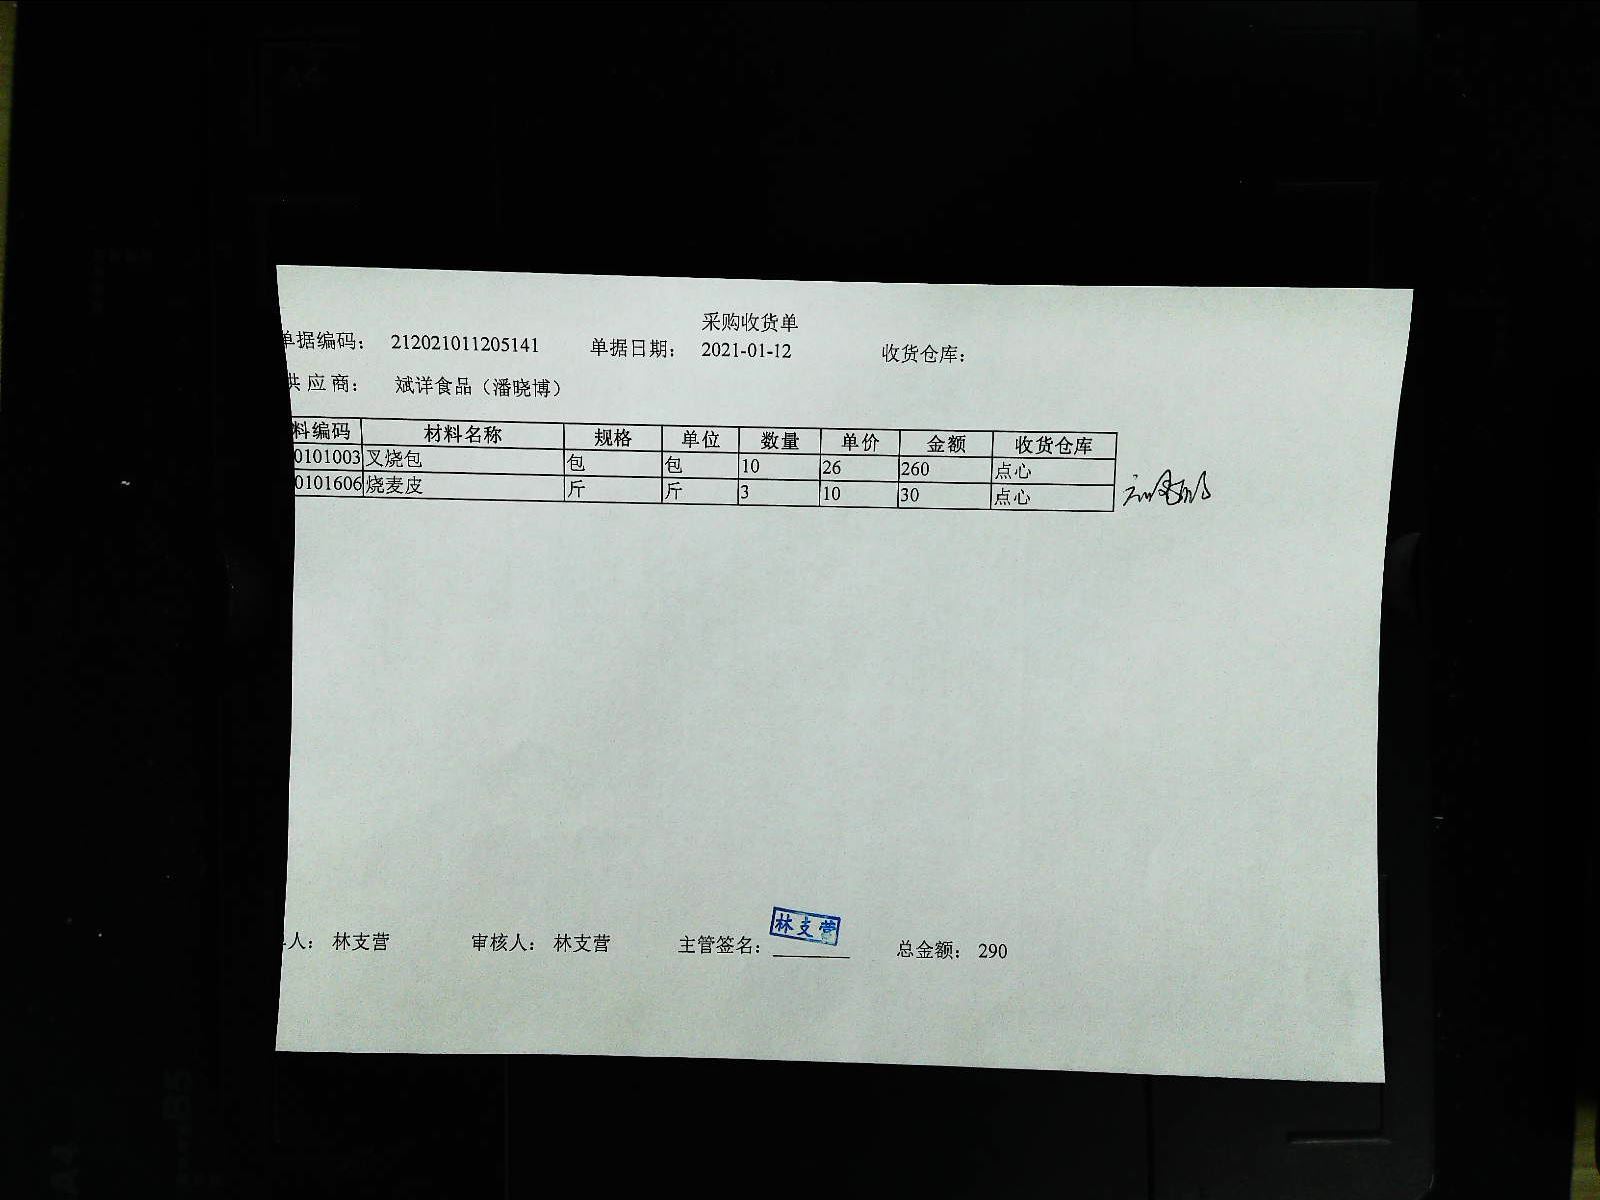 采购收货单
单据编码： 212021011205141 单据日期： 2021-01-12 收货仓库：
供应商： 斌详食品（潘晓博）
料编码 材料名称 规格 单位 数量 单价 金额 收货仓库
0101003 叉烧包 包 包 10 26 260 点心
0101606 烧麦皮 斤 斤 3 10 30 点心
林支营
人： 林支营 审核人： 林支营 主管签名： 总金额： 290